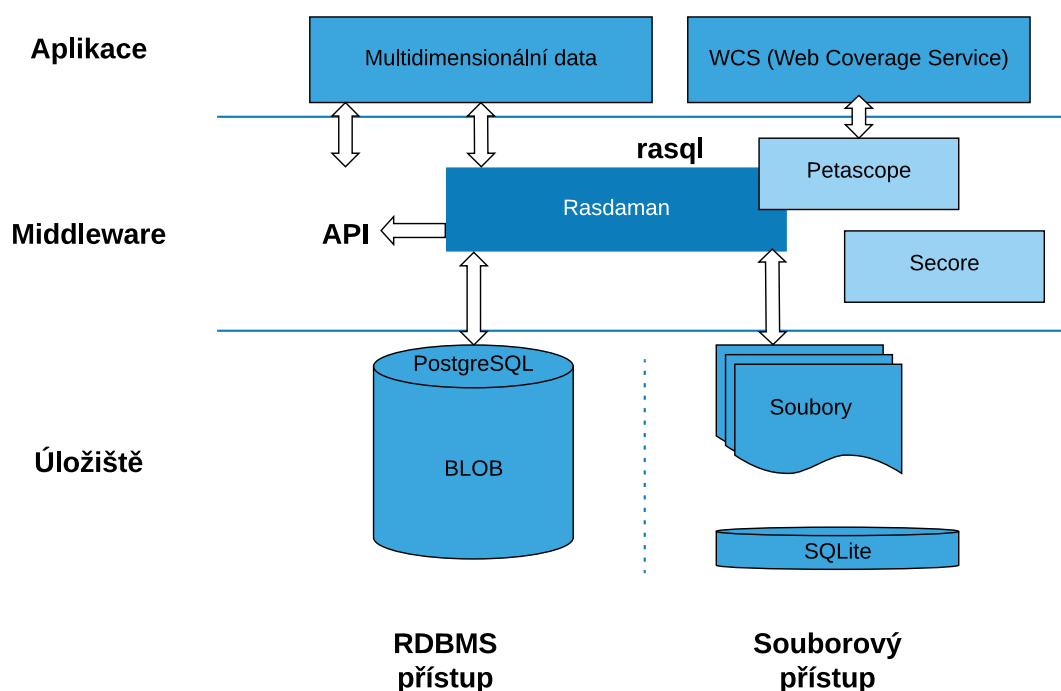 Aplikace
Multidimensionální data
WCS (Web Coverage Service)
rasql
Petascope
Rasdaman
Middleware
API
Secore
PostgreSQL
Soubory
Úložiště
BLOB
SQLite
RDBMS
přístup
Souborový
přístup